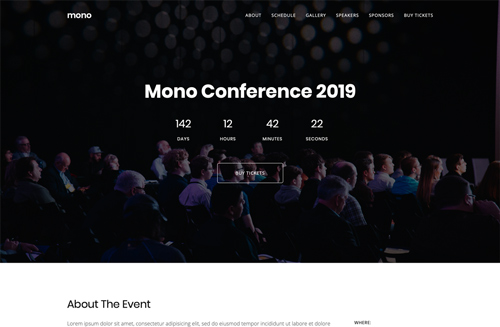 mono
ABOUT SCHEDULE GALLERY SPEAKERS SPONSORS BUY TICKETS
Mono Conference 2019
142 12 42 22
DAYS HOURS MINUTES SECONDS
BUY TICKETS
About The Event
Lorem ipsum dolor sit amet, consectetur adipisicing elit, sed do eiusmod tempor incididunt ut labore et dolore
WHERE: